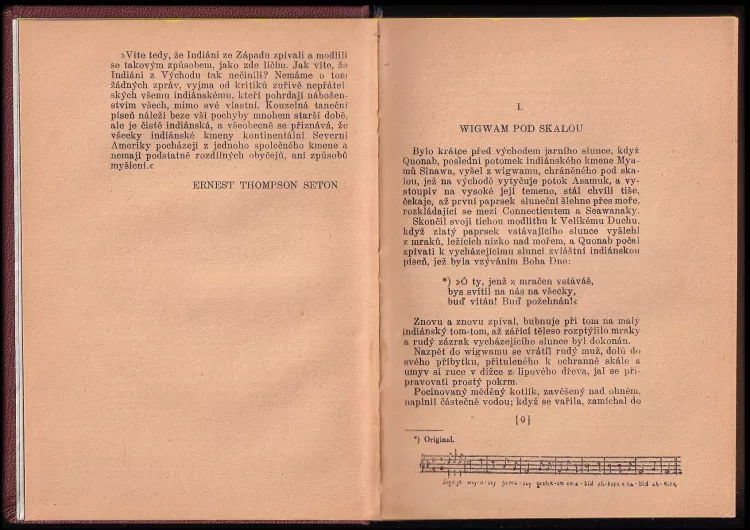 »Víte tedy, že Indiáni ze Západu zpívali a modlili
se takovým způsobem, jako zde líčím. Jak víte, že
Indiáni z Východu tak nečinili? Nemáme o tom
žádných zpráv, vyjma od kritiků zuřivě nepřátel-
ských všemu indiánskému, kteří pohrdají nábožen-
stvím všech, mimo své vlastní. Kouzelná taneční
píseň náleží beze vší pochyby mnohem starší době,
ale je čistě indiánská, a všeobecně se přiznává, že
všecky indiánské kmeny kontinentální Severní
Ameriky pocházejí z jednoho společného kmene a
nemají podstatně rozdílných obyčejů, ani způsobů
myšlení.«
ERNEST THOMPSON SETON
I.
WIGWAM POD SKALOU
Bylo krátce před východem jarního slunce, když
Quonab, poslední potomek indiánského kmene Mya-
mů Sinawa, vyšel z wigwamu, chráněného pod ska-
lou, jež na východě vytyčuje potok Asamuk, a vy-
stoupiv na vysoké její temeno, stál chvíli tiše,
čekaje, až první paprsek sluneční šlehne přes moře,
rozkládající se mezi Connecticutem a Seawanaky.
Skončil svoji tichou modlitbu k Velikému Duchu,
když zlatý paprsek vstávajícího slunce vyšlehl
z mraků, ležících nízko nad mořem, a Quonab počal
zpívati k vycházejícímu slunci zvláštní indiánskou
píseň, jež byla vzýváním Boha Dne:
*) »Ó ty, jenž z mračen vstáváš,
bys svítil na nás na všecky,
buď vítán! Buď požehnán!«
Znovu a znovu zpíval, bubnuje při tom na malý
indiánský tom-tom, až zářící těleso rozptýlilo mraky
a rudý zázrak vycházejícího slunce byl dokonán.
Nazpět do wigwamu se vrátil rudý muž, dolů do
svého příbytku, přituleného k ochranné skále a
umyv si ruce v dížce z lipového dřeva, jal se při-
pravovati prostý pokrm.
Pocínovaný měděný kotlík, zavěšený nad ohněm,
naplnil částečně vodou; když se vařila, zamíchal do
[9]
*) Originál.